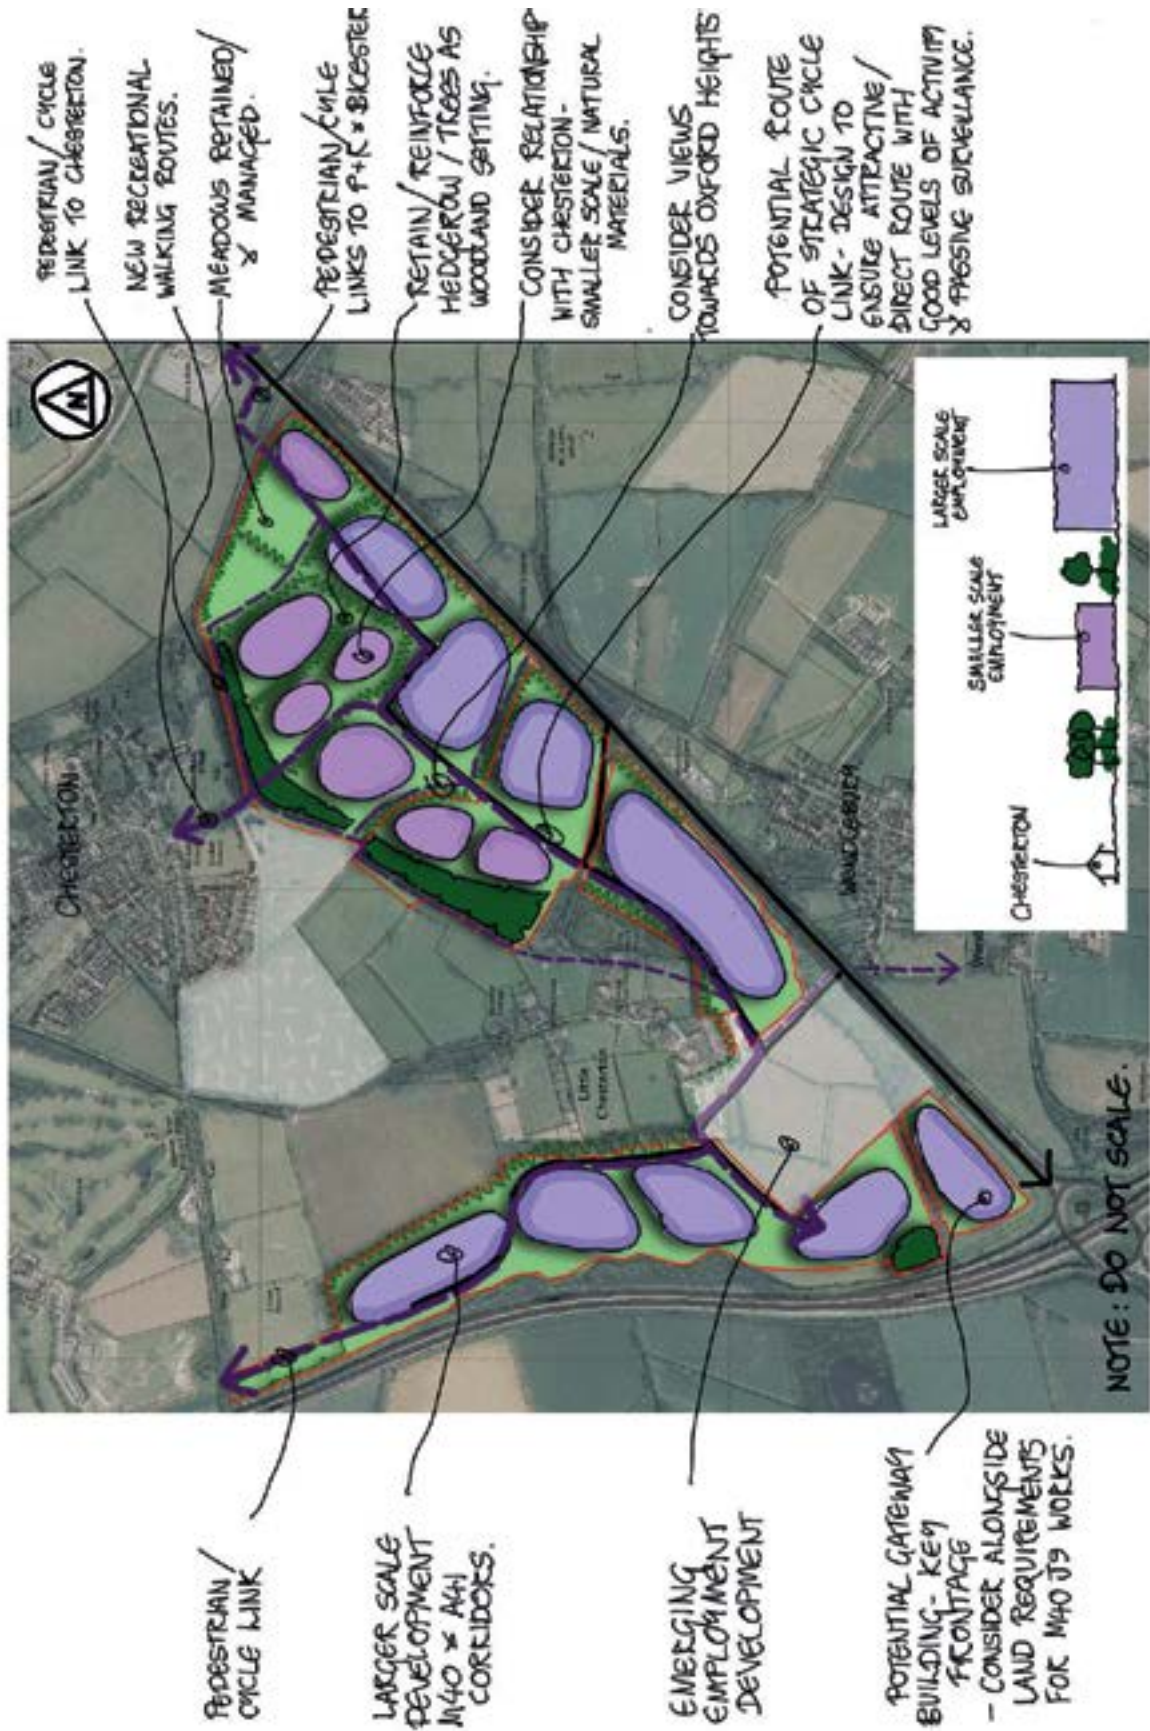 PEDESTRIAN/CYCLE
LINK TO CHESTERTON.
NEW RECREATIONAL
WALKING ROUTES.
MEADOWS RETAINED/
& MANAGED.
PEDESTRIAN/CYLE
LINKS TO P+R & BICESTER
RETAIN/REINFORCE
HEDGEROW/TREES AS
WOODLAND SETTING.
CONSIDER RELATIONSHIP
WITH CHESTERTON-
SMALLER SCALE/NATURAL
MATERIALS.
CONSIDER VIEWS
TOWARDS OXFORD HEIGHTS
POTENTIAL ROUTE
OF STRATEGIC CYCLE
LINK- DESIGN TO
ENSURE ATTRACTIVE/
DIRECT ROUTE WITH
GOOD LEVELS OF ACTIVITY
& PASSIVE SURVEILLANCE.
N
CHESTERTON
Little
Chesterton
WENDLEBURY
CHESTERTON
SMALLER SCALE
EMPLOYMENT
LARGER SCALE
EMPLOYMENT
NOTE: DO NOT SCALE.
PEDESTRIAN/
CYCLE LINK
LARGER SCALE
DEVELOPMENT
M40 & A41
CORRIDORS.
EMERGING
EMPLOYMENT
DEVELOPMENT
POTENTIAL GATEWAY
BUILDING- KEY
FRONTAGE
- CONSIDER ALONGSIDE
LAND REQUIREMENTS
FOR M40 J9 WORKS.